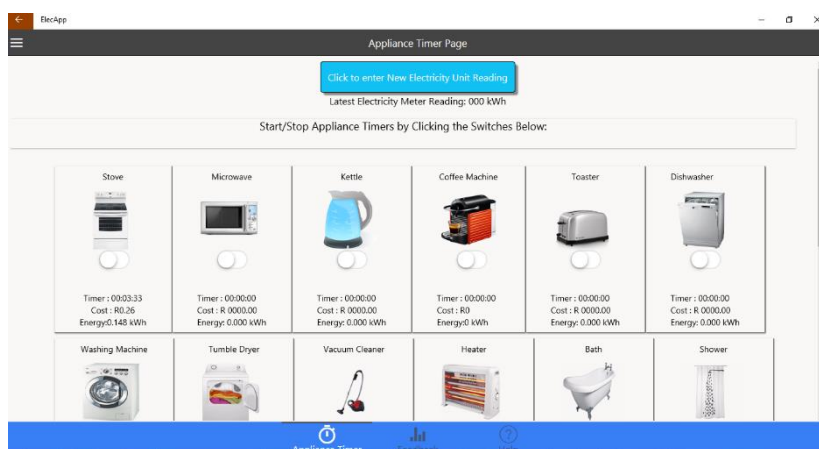 ElecApp
Appliance Timer Page
Click to enter New Electricity Unit Reading
Latest Electricity Meter Reading: 000 kWh
Start/Stop Appliance Timers by Clicking the Switches Below:
Stove Microwave Kettle Coffee Machine Toaster Dishwasher
Timer : 00:03:33 Timer : 00:00:00 Timer : 00:00:00 Timer : 00:00:00 Timer : 00:00:00 Timer : 00:00:00
Cost : R0.26 Cost : R 0000.00 Cost : R 0000.00 Cost : R0 Cost : R 0000.00 Cost : R 0000.00
Energy:0.148 kWh Energy: 0.000 kWh Energy: 0.000 kWh Energy:0 kWh Energy: 0.000 kWh Energy: 0.000 kWh
Washing Machine Tumble Dryer Vacuum Cleaner Heater Bath Shower
Appliance Timer Feedback Help